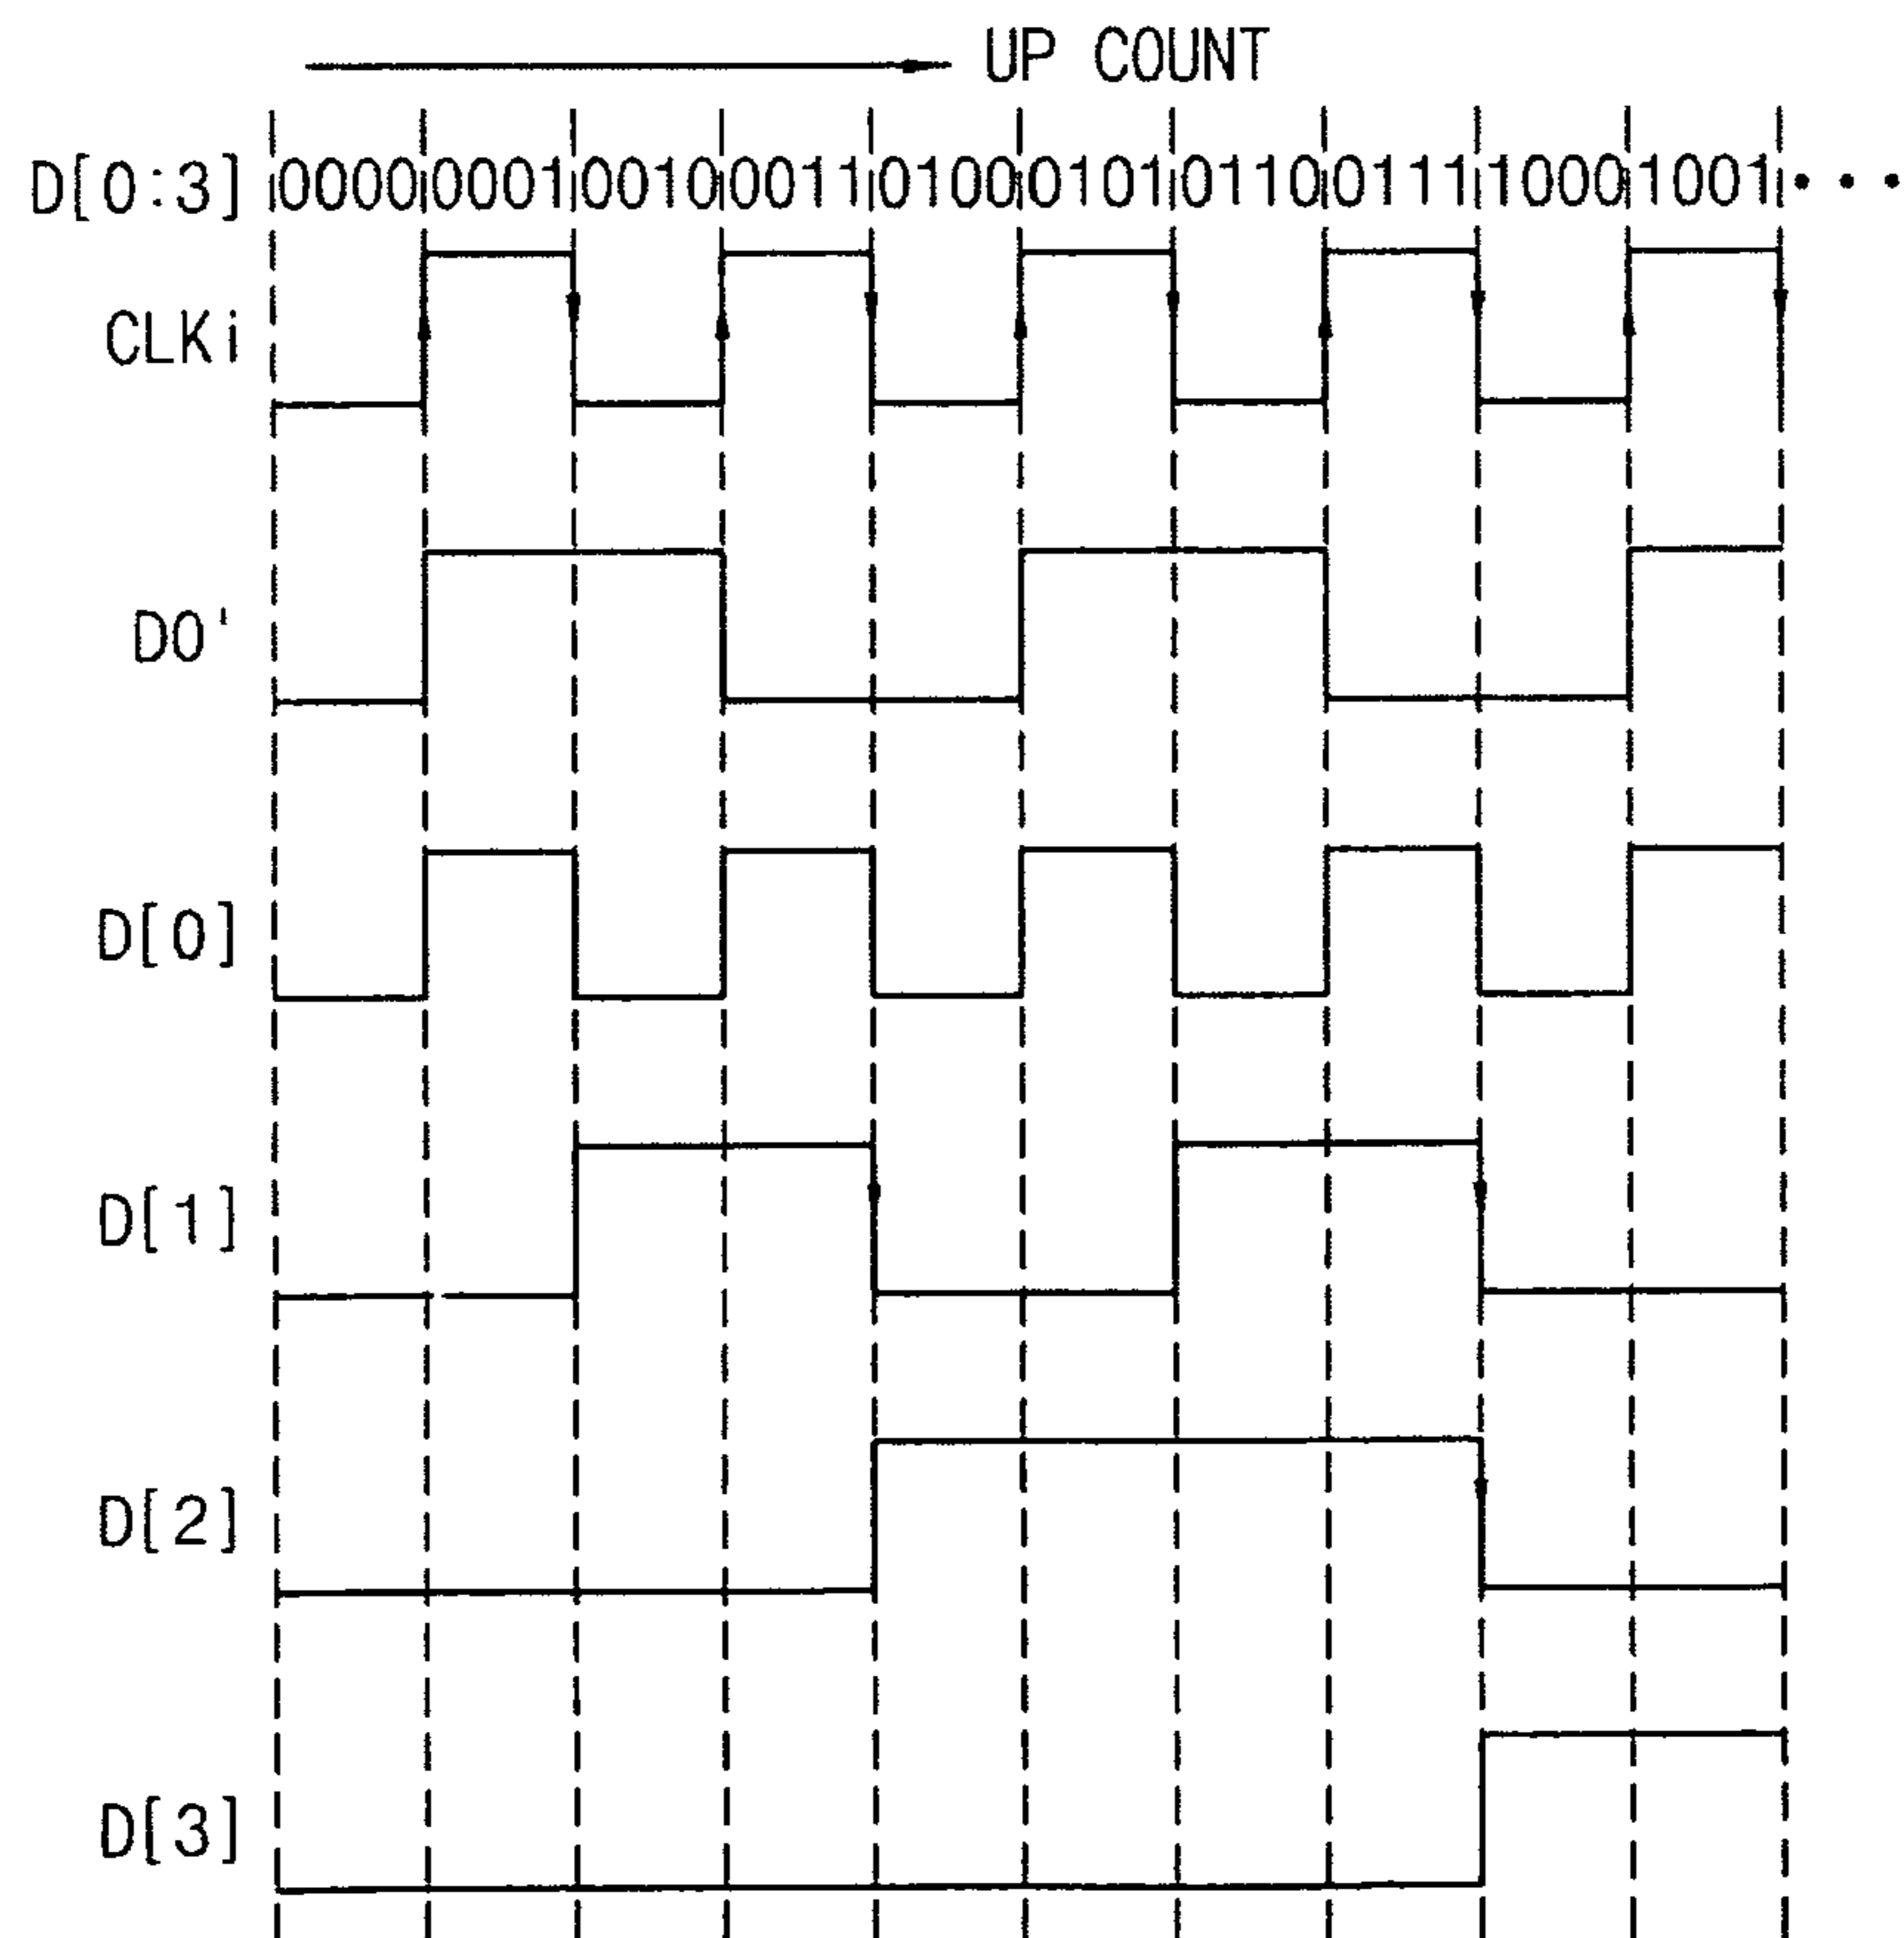 UP COUNT
D[0:3] 0000 0001 0010 0011 0100 0101 0110 0111 1000 1001 • • •
CLKi
D0'
D[0]
D[1]
D[2]
D[3]